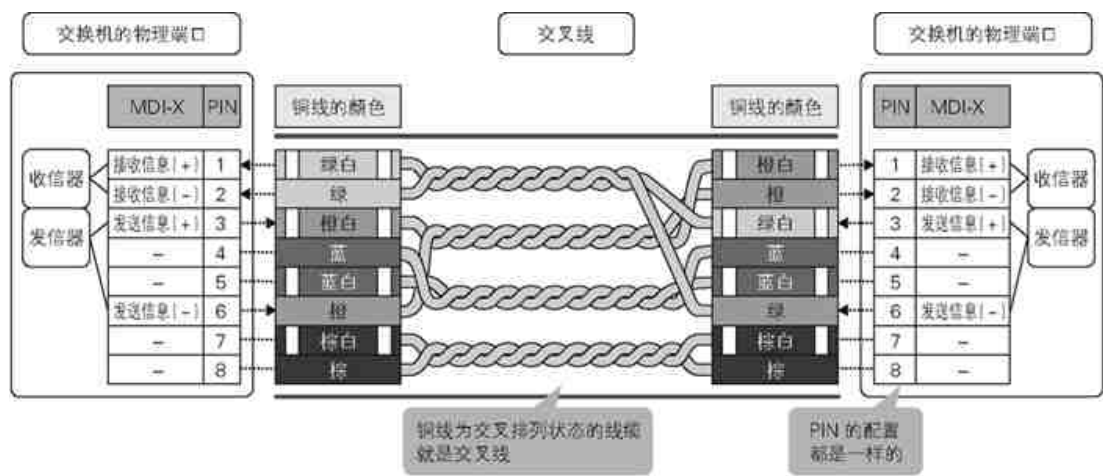 交换机的物理端口
交叉线
交换机的物理端口
MDI-X PIN
铜线的颜色
铜线的颜色
PIN MDI-X
收信器
发信器
接收信息(+) 1
接收信息(-) 2
发送信息(+) 3
- 4
- 5
发送信息(-) 6
- 7
- 8
绿白
绿
橙白
蓝
蓝白
橙
棕白
棕
橙白
橙
绿白
蓝
蓝白
绿
棕白
棕
1 接收信息(+)
2 接收信息(-)
3 发送信息(+)
4 -
5 -
6 发送信息(-)
7 -
8 -
收信器
发信器
铜线为交叉排列状态的线缆
就是交叉线
PIN 的配置
都是一样的